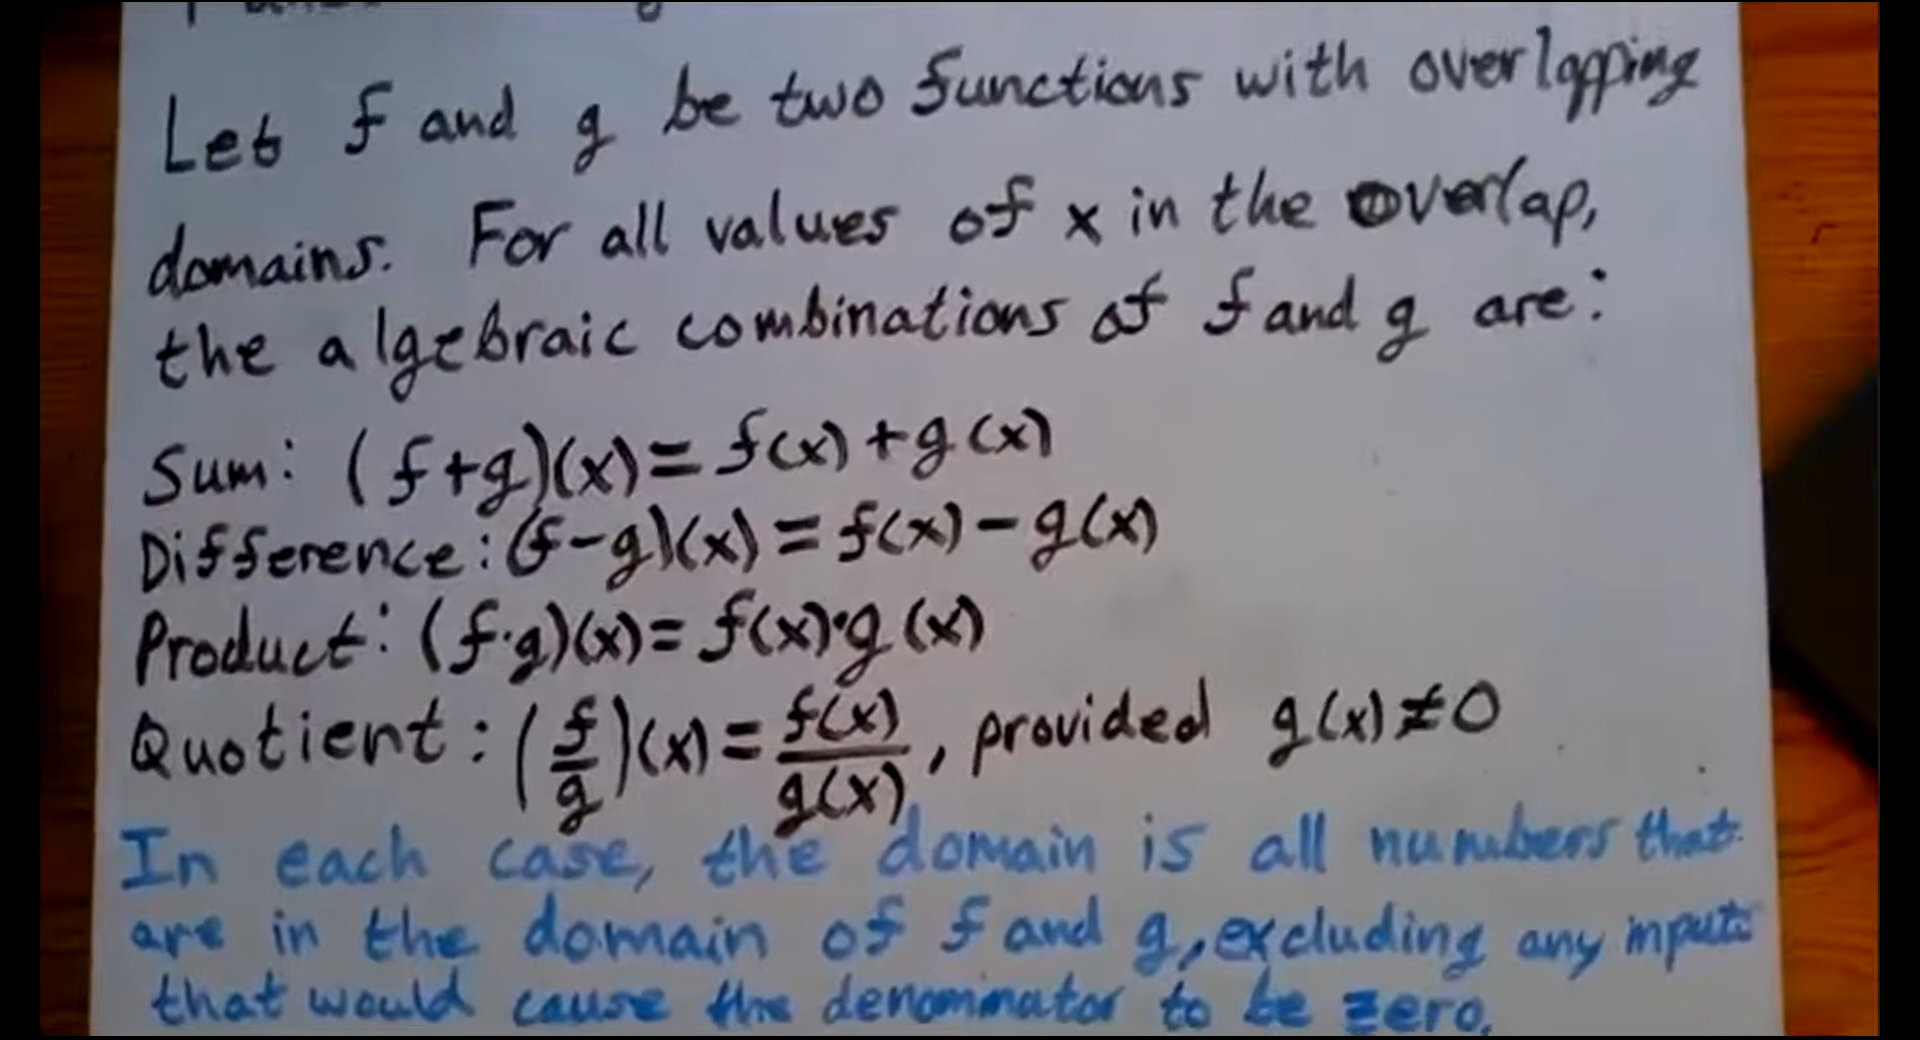 Let f and g be two functions with overlapping
domains. For all values of x in the overlap,
the algebraic combinations of f and g are:
Sum: (f+g)(x) = f(x) + g(x)
Difference: (f-g)(x) = f(x) - g(x)
Product: (f·g)(x) = f(x)·g(x)
Quotient: (f/g)(x) = f(x)/g(x), provided g(x) ≠ 0
In each case, the domain is all numbers that
are in the domain of f and g, excluding any inputs
that would cause the denominator to be zero.